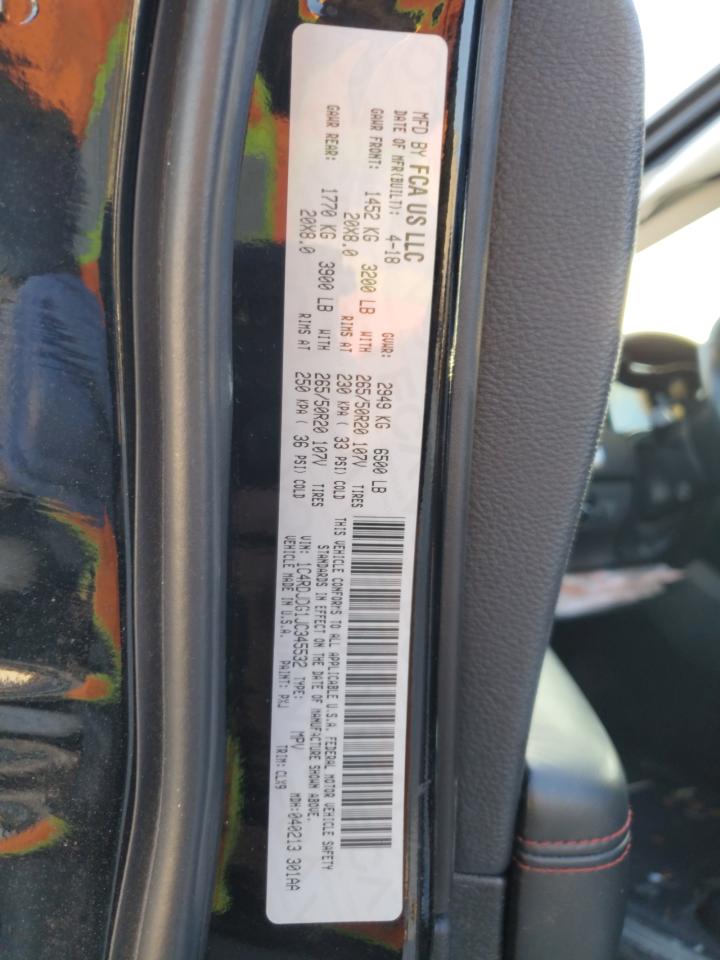 MFD BY FCA US LLC
DATE OF MFR(BUILT): 4-18 GVWR: 2949 KG 6500 LB
GAWR FRONT: 1452 KG 3200 LB WITH 265/50R20 107V TIRES
20X8.0 RIMS AT 230 KPA ( 33 PSI) COLD
GAWR REAR: 1770 KG 3900 LB WITH 265/50R20 107V TIRES
20X8.0 RIMS AT 250 KPA ( 36 PSI) COLD
THIS VEHICLE CONFORMS TO ALL APPLICABLE U.S.A. FEDERAL MOTOR VEHICLE SAFETY
STANDARDS IN EFFECT ON THE DATE OF MANUFACTURE SHOWN ABOVE.
VIN: 1C4RDJDG1JC345532 TYPE: MPV MDH:040213 301AA
VEHICLE MADE IN U.S.A. PAINT: PXJ TRIM: CLX9